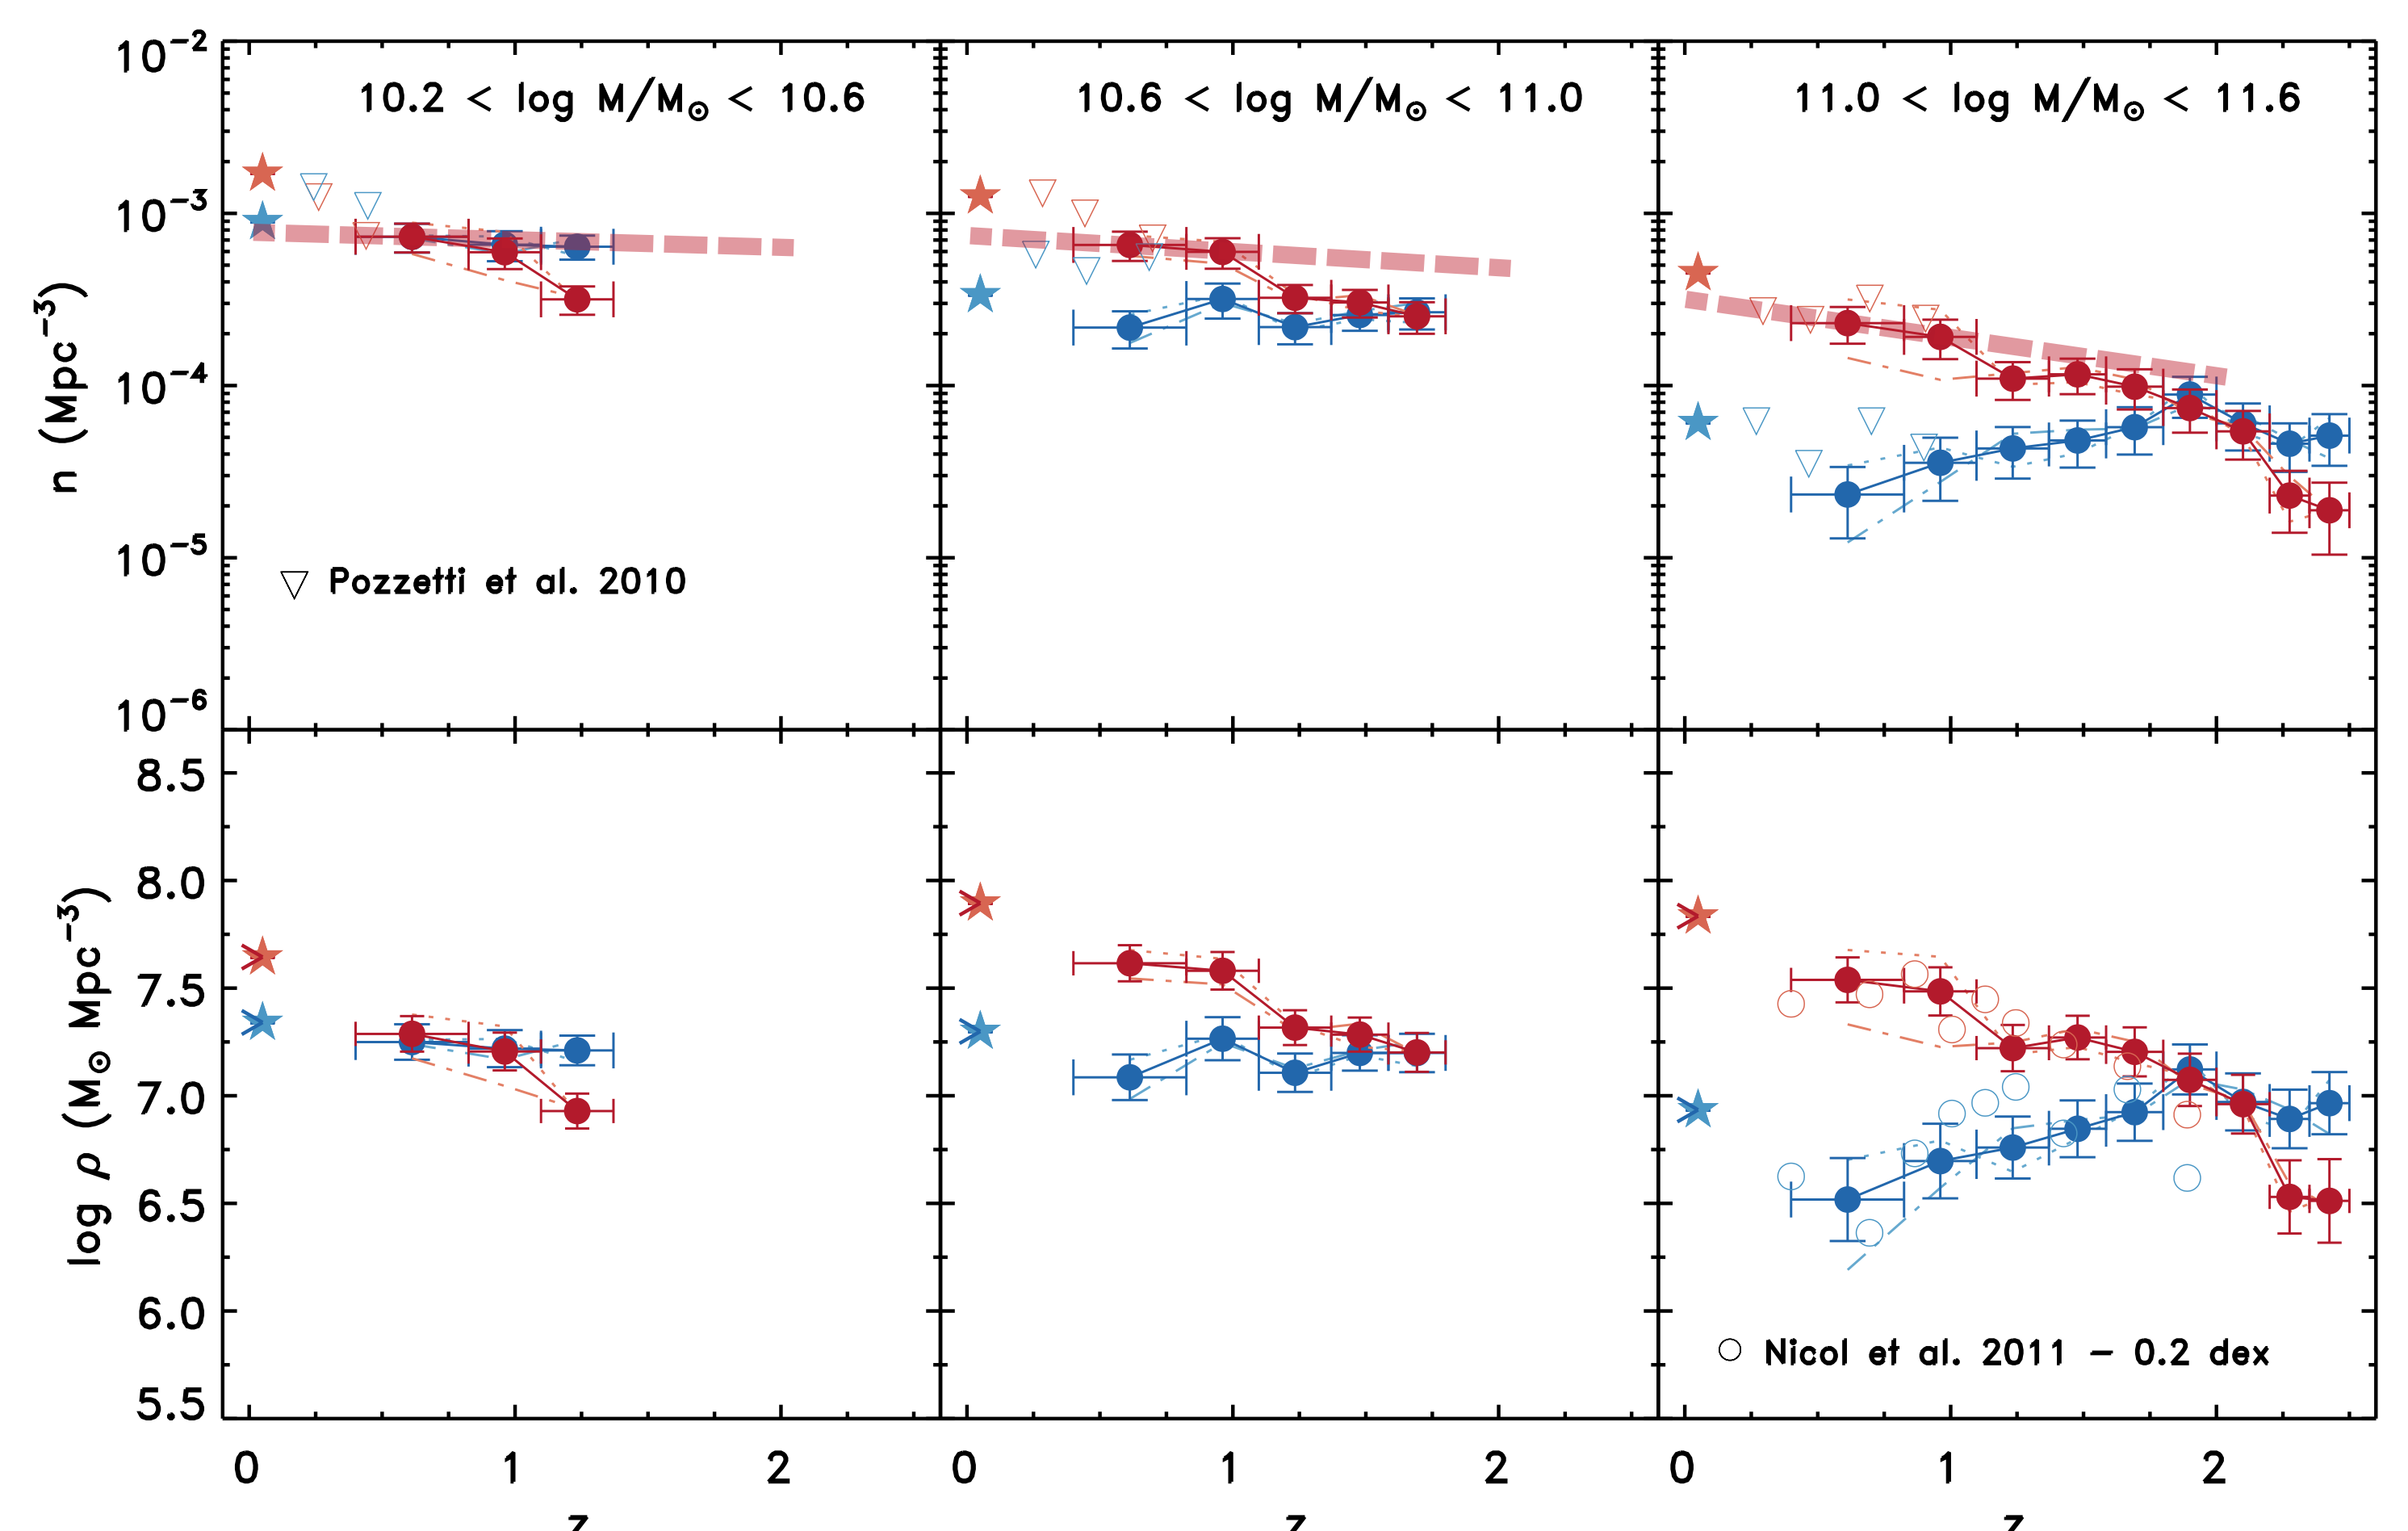 10.2 < log M/M☉ < 10.6
10.6 < log M/M☉ < 11.0
11.0 < log M/M☉ < 11.6
10⁻²
10⁻³
10⁻⁴
10⁻⁵
10⁻⁶
n (Mpc⁻³)
Pozzetti et al. 2010
8.5
8.0
7.5
7.0
6.5
6.0
5.5
log ρ (M☉ Mpc⁻³)
Nicol et al. 2011 − 0.2 dex
0 1 2 0 1 2 0 1 2
z z z